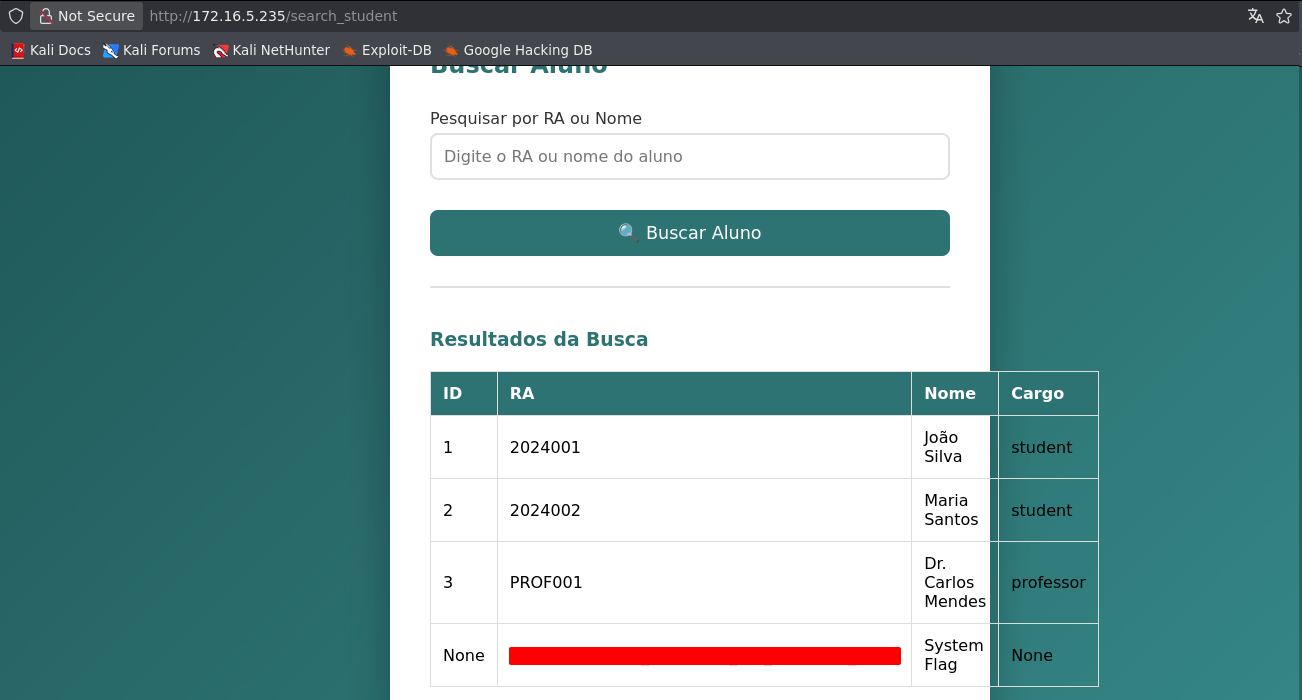 Not Secure http://172.16.5.235/search_student
Kali Docs Kali Forums Kali NetHunter Exploit-DB Google Hacking DB
Buscar Aluno
Pesquisar por RA ou Nome
Digite o RA ou nome do aluno
🔍 Buscar Aluno
Resultados da Busca
ID RA Nome Cargo
1 2024001 João Silva student
2 2024002 Maria Santos student
3 PROF001 Dr. Carlos Mendes professor
None System Flag None